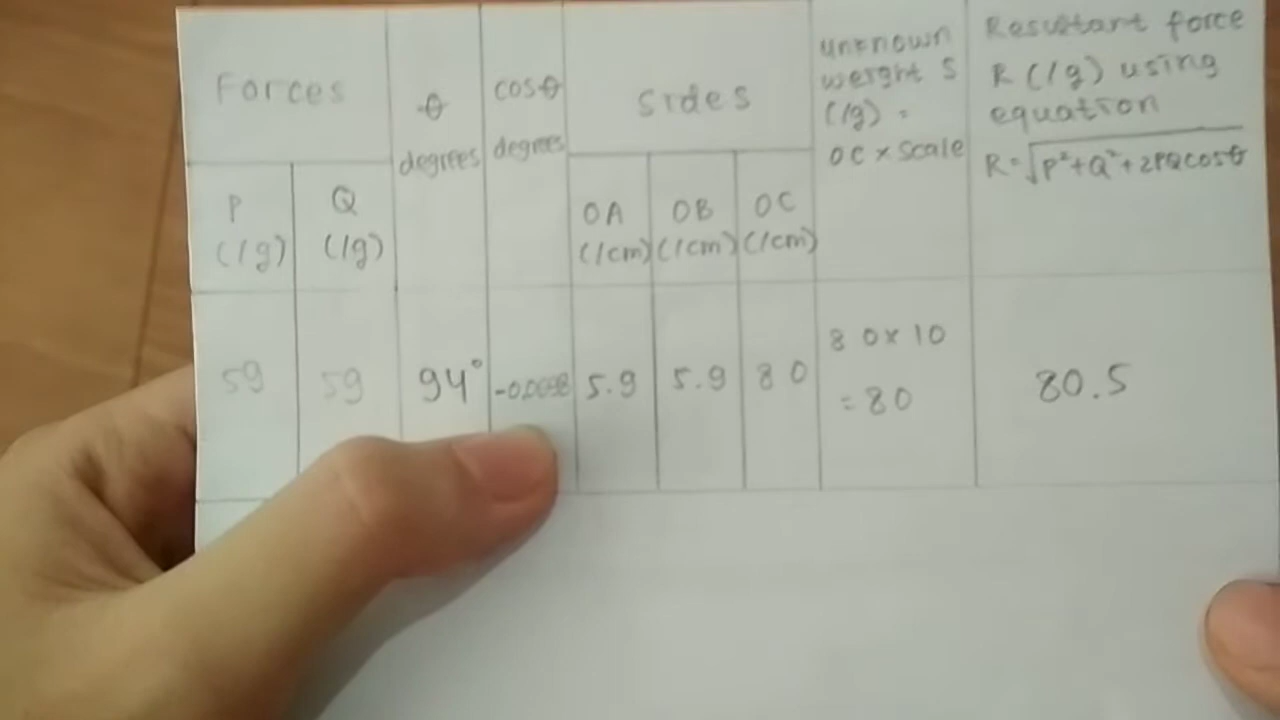 Forces
θ
degrees
cosθ
degrees
Sides
unknown
weight S
(/g) =
OC × scale
Resultant force
R (/g) using
equation
R=√P²+Q²+2PQcosθ
P
(/g)
Q
(/g)
OA
(/cm)
OB
(/cm)
OC
(/cm)
59
59
94°
5.9
5.9
8 0
8 0 × 10
= 80
80.5